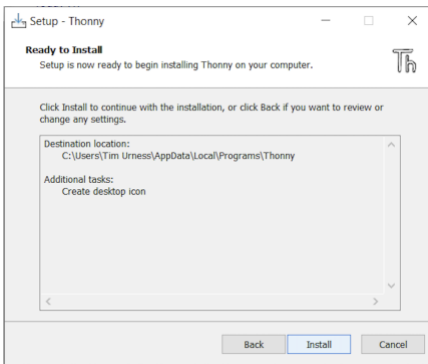 Setup - Thonny
Ready to Install
Setup is now ready to begin installing Thonny on your computer.
Th
Click Install to continue with the installation, or click Back if you want to review or
change any settings.
Destination location:
C:\Users\Tim Urness\AppData\Local\Programs\Thonny
Additional tasks:
Create desktop icon
Back
Install
Cancel